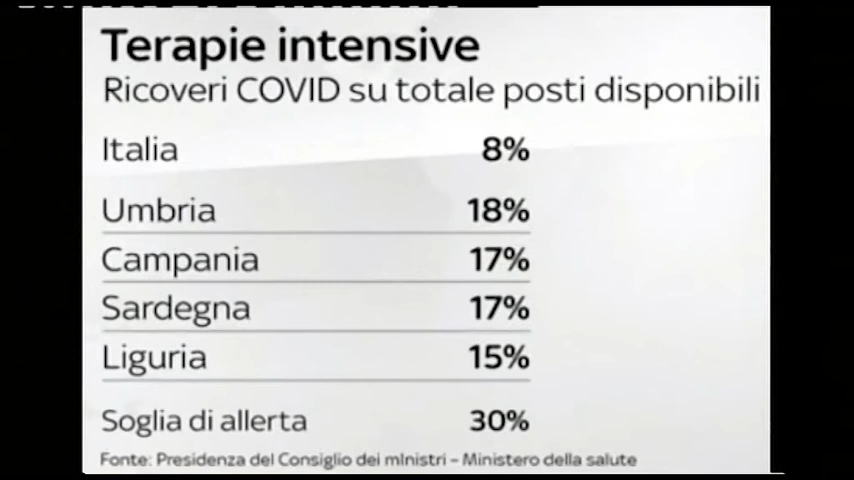 Terapie intensive
Ricoveri COVID su totale posti disponibili
Italia 8%
Umbria 18%
Campania 17%
Sardegna 17%
Liguria 15%
Soglia di allerta 30%
Fonte: Presidenza del Consiglio dei mInistri – Ministero della salute